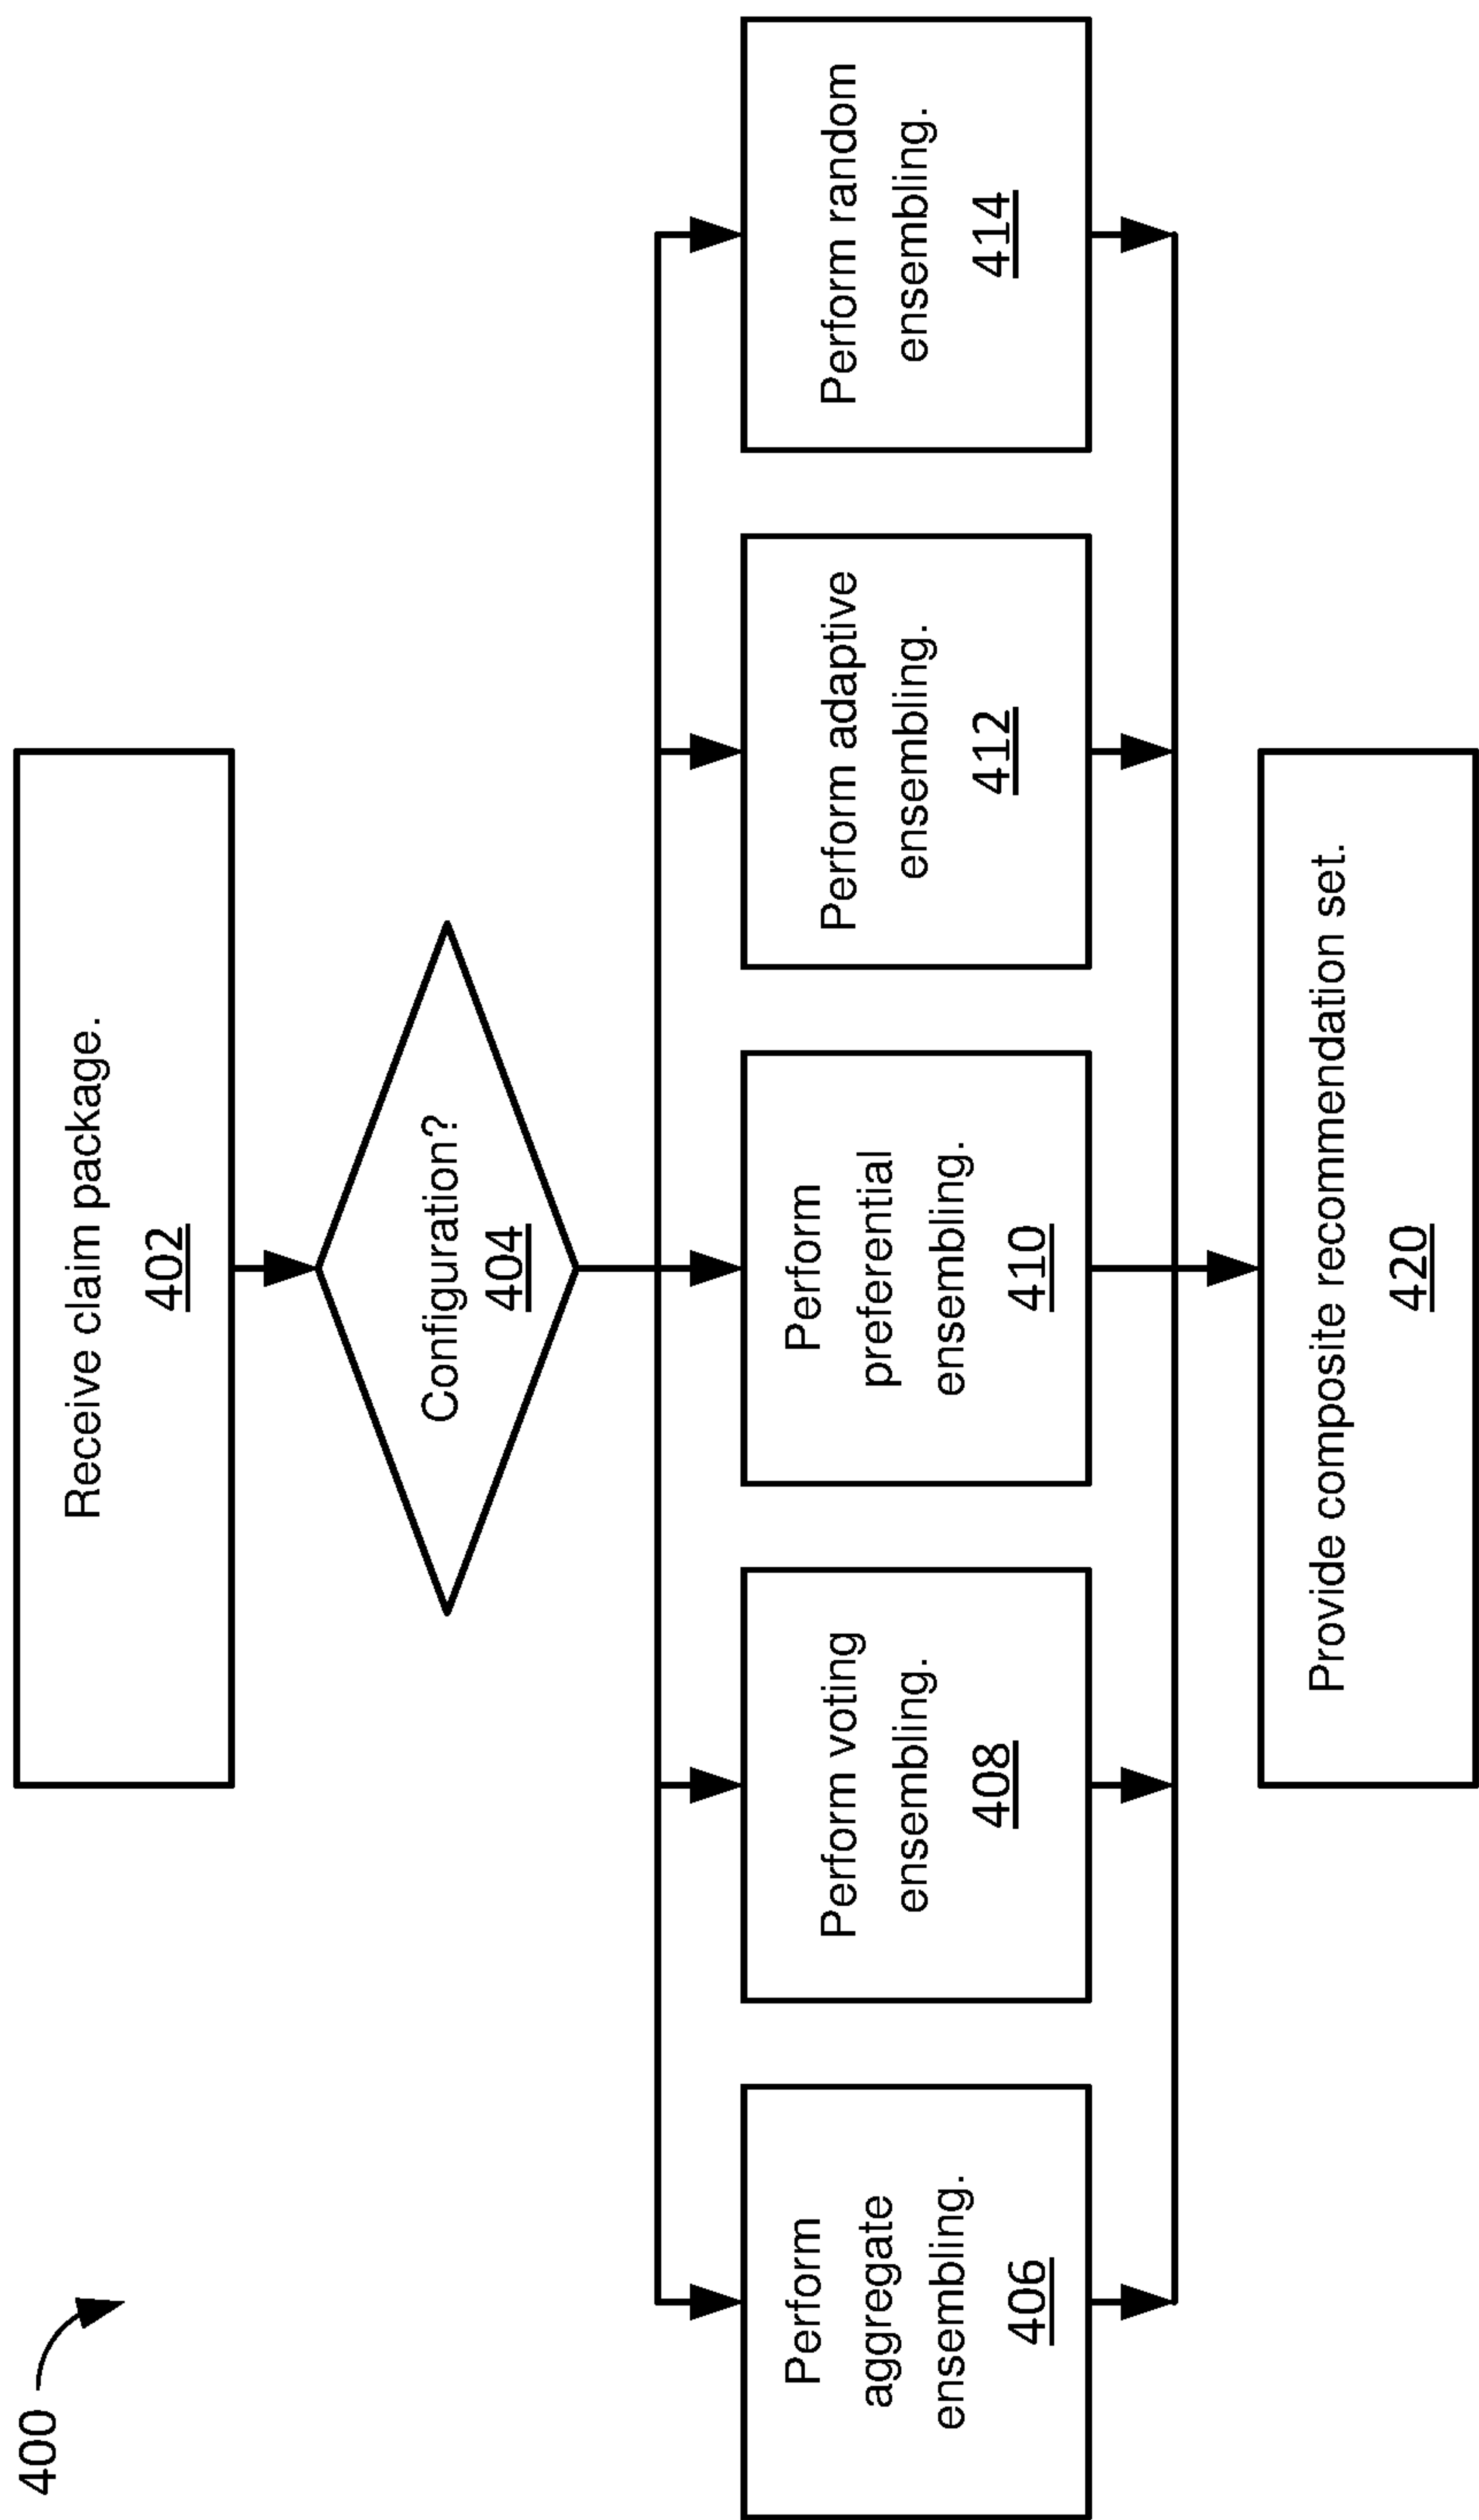 400
Receive claim package.
402
Configuration?
404
Perform
aggregate
ensembling.
406
Perform voting
ensembling.
408
Perform
preferential
ensembling.
410
Perform adaptive
ensembling.
412
Perform random
ensembling.
414
Provide composite recommendation set.
420